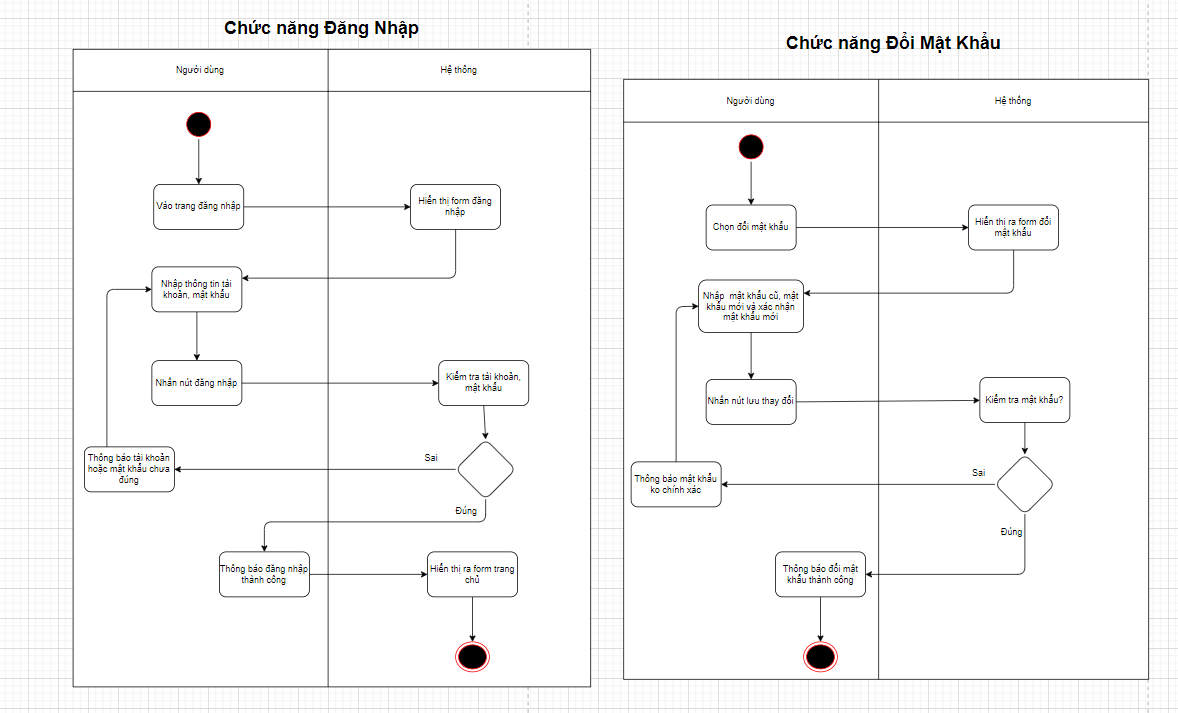 Chức năng Đăng Nhập
Người dùng
Hệ thống
Vào trang đăng nhập
Hiển thị form đăng
nhập
Nhập thông tin tài
khoản, mật khẩu
Nhấn nút đăng nhập
Kiểm tra tài khoản,
mật khẩu
Sai
Thông báo tài khoản
hoặc mật khẩu chưa
đúng
Đúng
Thông báo đăng nhập
thành công
Hiển thị ra form trang
chủ
Chức năng Đổi Mật Khẩu
Người dùng
Hệ thống
Chọn đổi mật khẩu
Hiển thị ra form đổi
mật khẩu
Nhập mật khẩu cũ, mật
khẩu mới và xác nhận
mật khẩu mới
Nhấn nút lưu thay đổi
Kiểm tra mật khẩu?
Sai
Thông báo mật khẩu
ko chính xác
Đúng
Thông báo đổi mật
khẩu thành công